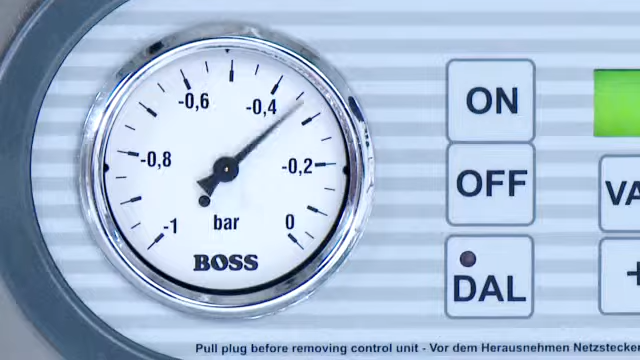 -0,6
-0,4
-0,8
-0,2
-1
bar
0
BOSS
ON
OFF
DAL
VA
+
Pull plug before removing control unit - Vor dem Herausnehmen Netzstecker